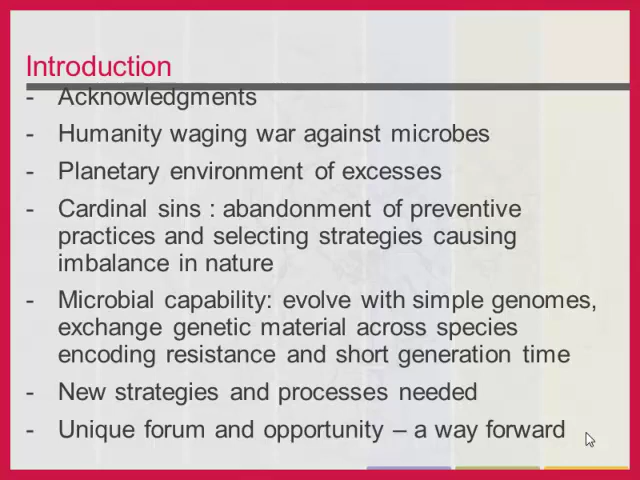 Introduction
- Acknowledgments
- Humanity waging war against microbes
- Planetary environment of excesses
- Cardinal sins : abandonment of preventive
practices and selecting strategies causing
imbalance in nature
- Microbial capability: evolve with simple genomes,
exchange genetic material across species
encoding resistance and short generation time
- New strategies and processes needed
- Unique forum and opportunity – a way forward